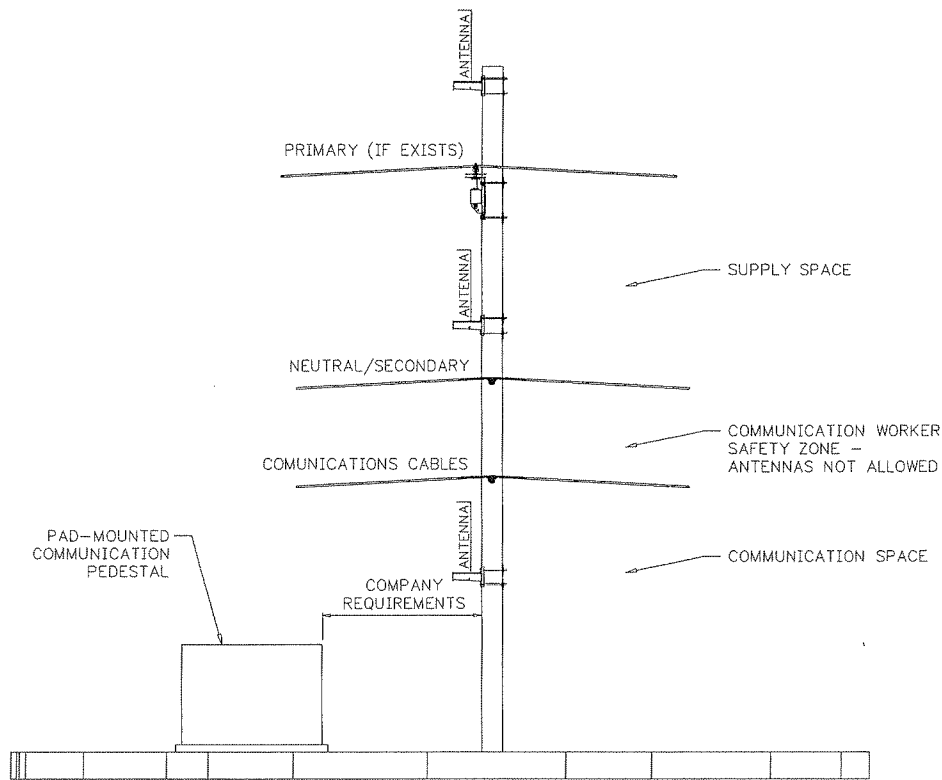 ANTENNA
PRIMARY (IF EXISTS)
SUPPLY SPACE
ANTENNA
NEUTRAL/SECONDARY
COMMUNICATION WORKER
SAFETY ZONE –
ANTENNAS NOT ALLOWED
COMUNICATIONS CABLES
ANTENNA
PAD–MOUNTED
COMMUNICATION
PEDESTAL
COMMUNICATION SPACE
COMPANY
REQUIREMENTS